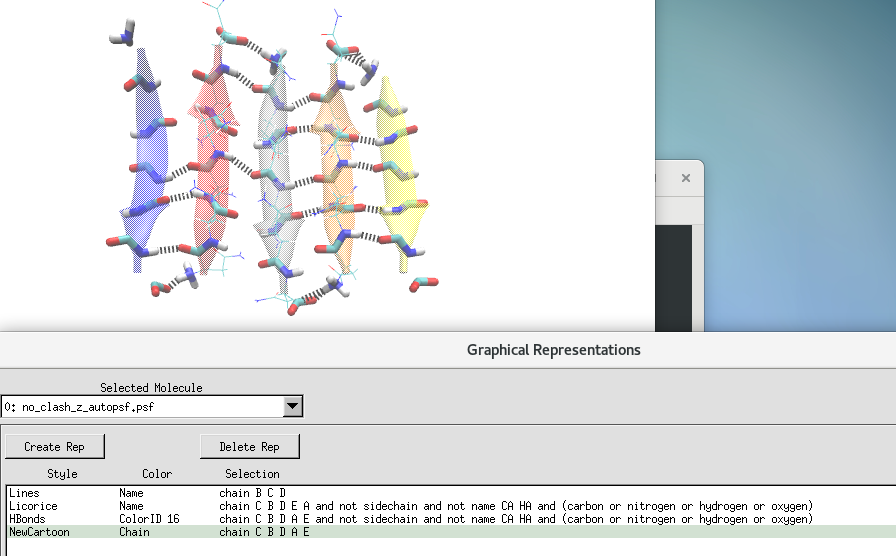 Graphical Representations
Selected Molecule
0: no_clash_z_autopsf.psf
Create Rep Delete Rep
Style Color Selection
Lines Name chain B C D
Licorice Name chain C B D E A and not sidechain and not name CA HA and (carbon or nitrogen or hydrogen or oxygen)
HBonds ColorID 16 chain C B D A E and not sidechain and not name CA HA and (carbon or nitrogen or hydrogen or oxygen)
NewCartoon Chain chain C B D A E